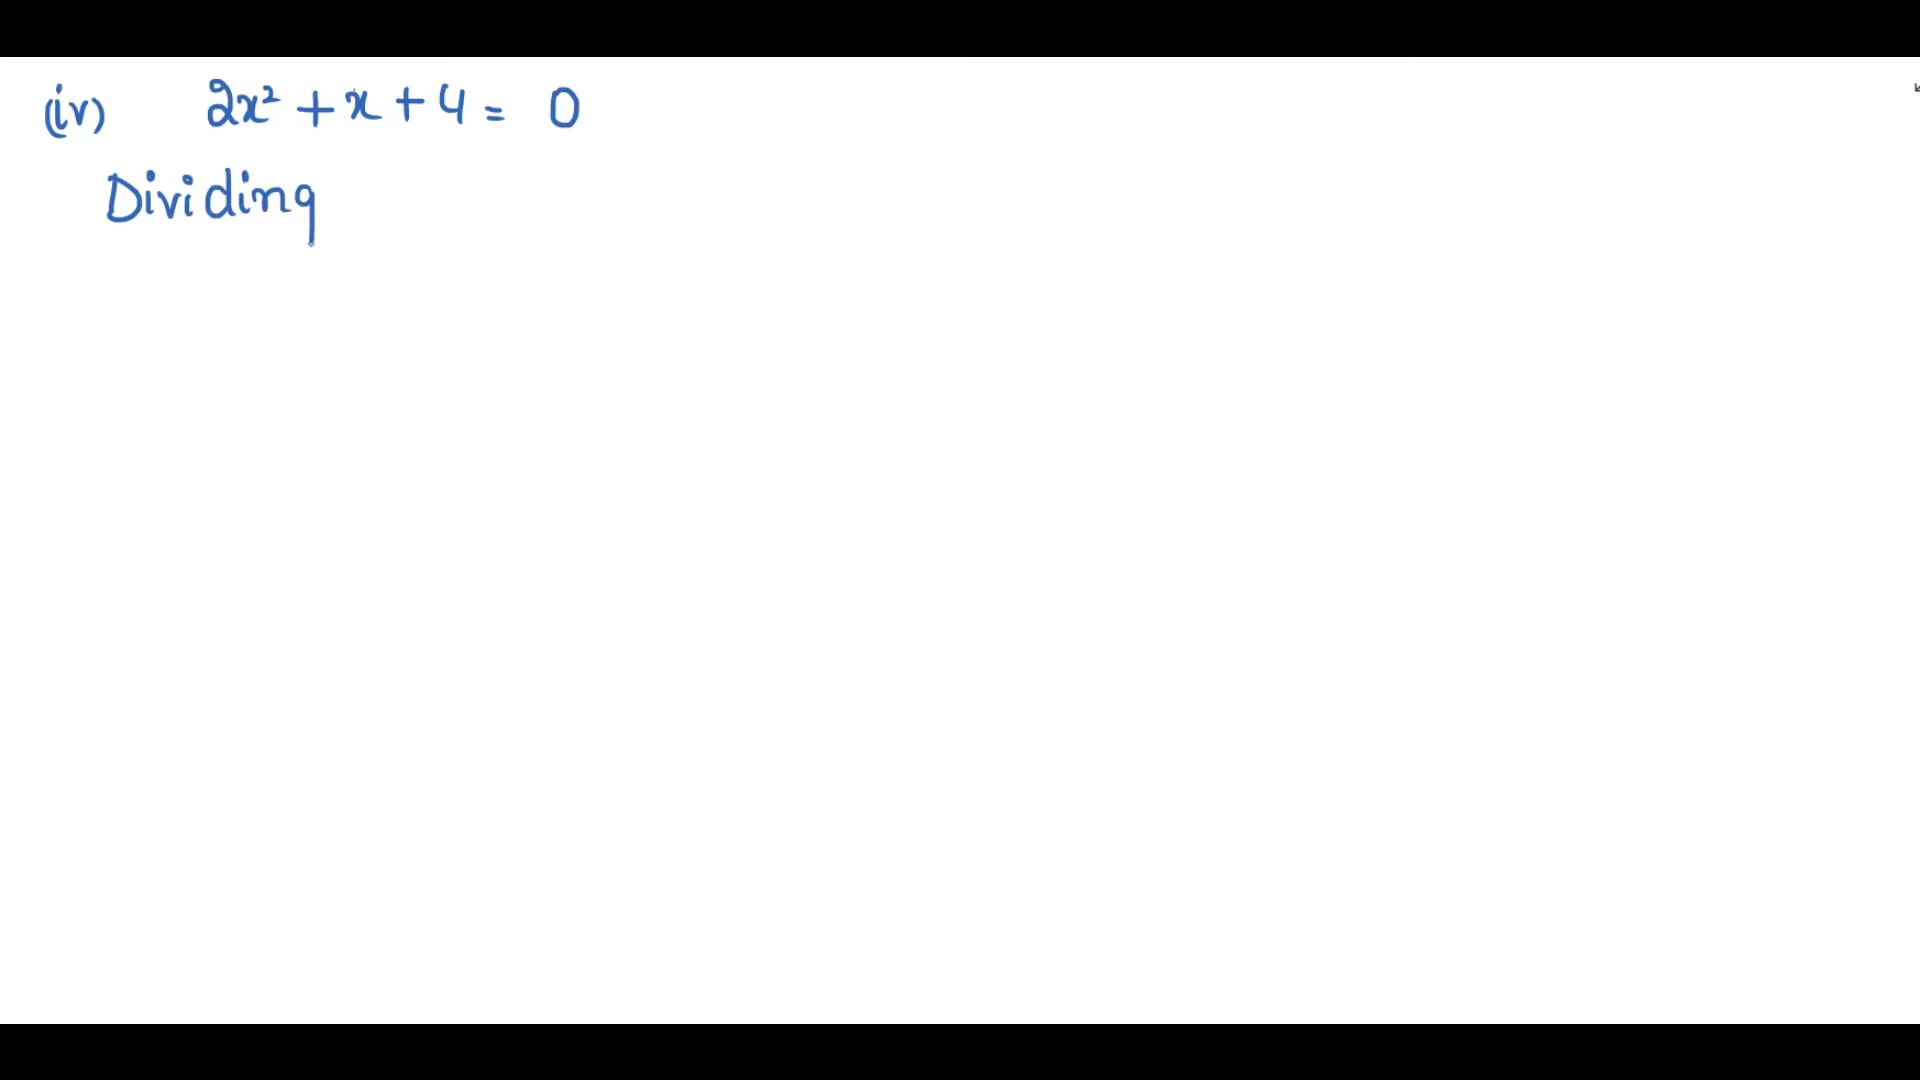 (iv) 2x² + x + 4 = 0
Dividing